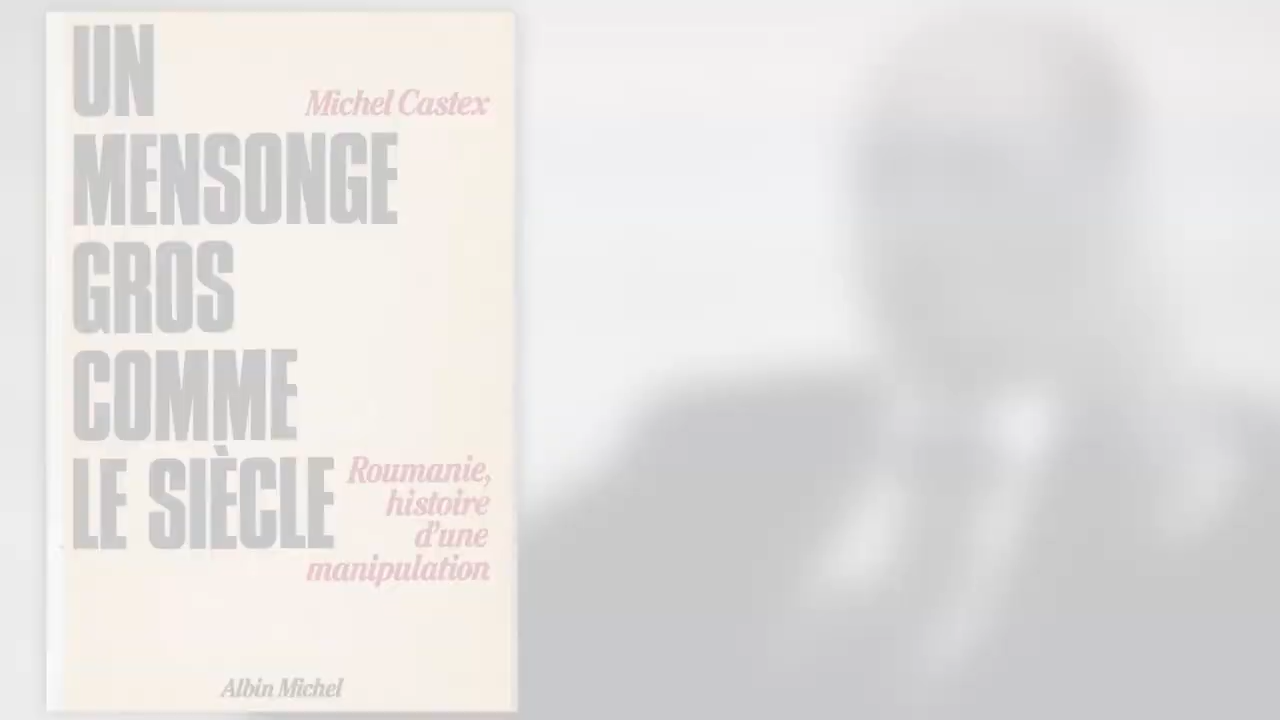 UN
Michel Castex
MENSONGE
GROS
COMME
LE SIÈCLE
Roumanie,
histoire
d'une
manipulation
Albin Michel